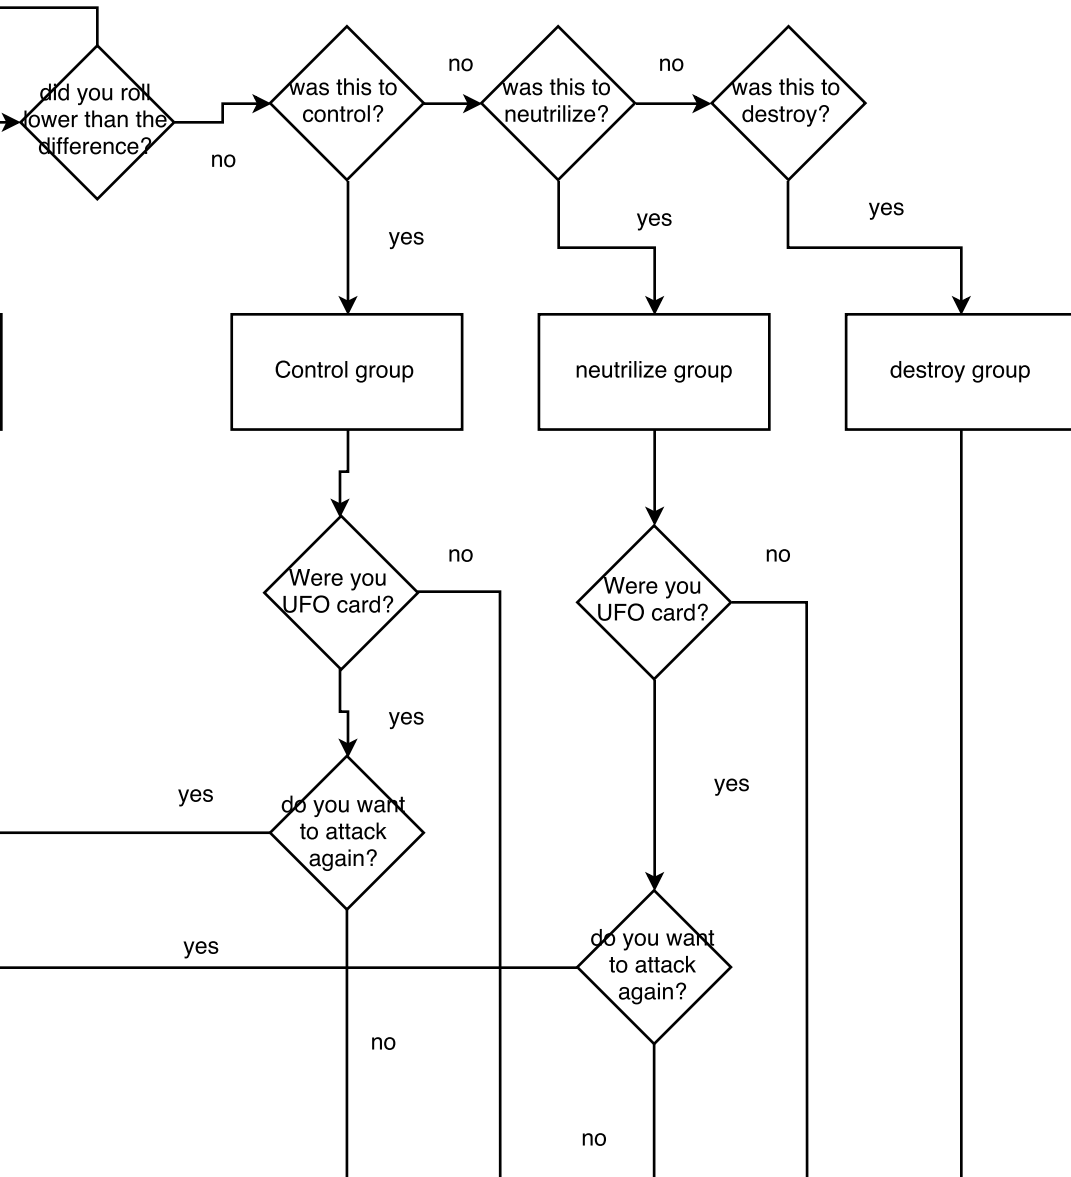 did you roll
lower than the
difference?
no
was this to
control?
no
was this to
neutrilize?
no
was this to
destroy?
yes
yes
yes
Control group
neutrilize group
destroy group
Were you
UFO card?
no
Were you
UFO card?
no
yes
yes
yes
do you want
to attack
again?
yes
do you want
to attack
again?
no
no